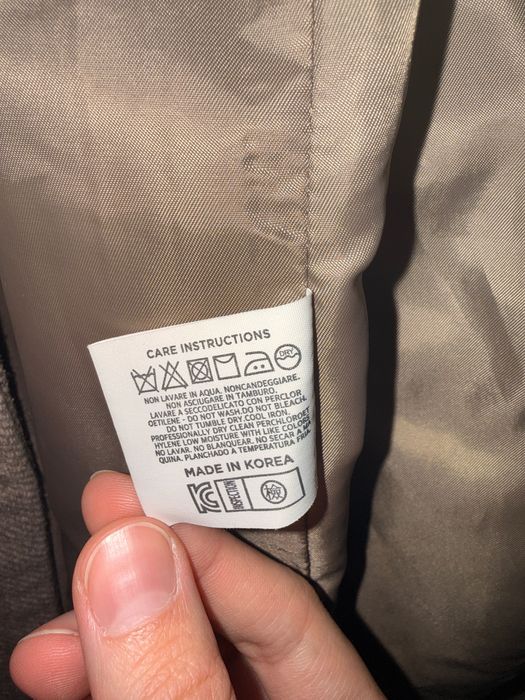 CARE INSTRUCTIONS
DRY
NON LAVARE IN AQUA. NONCANDEGGIARE.
NON ASCIUGARE IN TAMBURO.
LAVARE A SECCODELICATO CON PERCLOR
OETILENE - DO NOT WASH.DO NOT BLEACH.
DO NOT TUMBLE DRY COOL IRON.
PROFESSIONALLY DRY CLEAN PERCHLOROET
HYLENE LOW MOISTURE WITH LIKE COLORS
NO LAVAR. NO BLANQUEAR. NO SECAR A MA
QUINA. PLANCHADO A TEMPERATURA FRIA.
MADE IN KOREA
KC INSPECTION